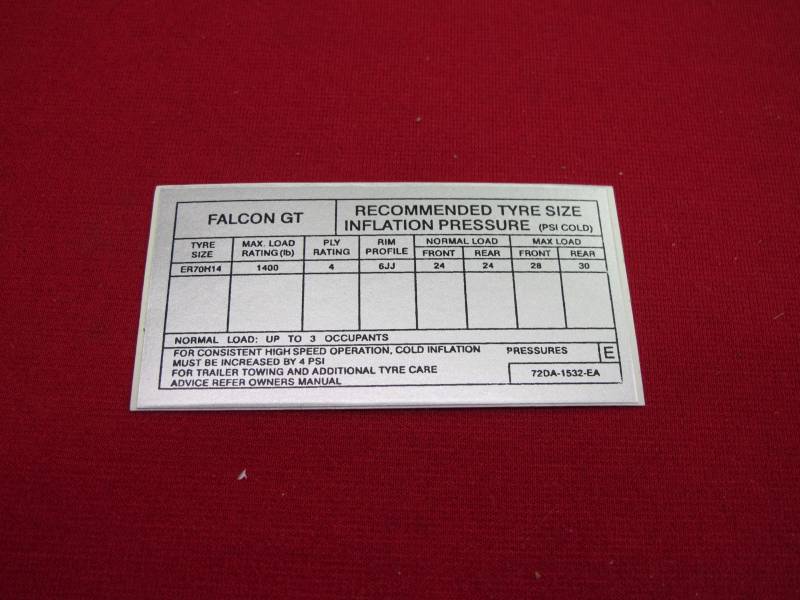 FALCON GT
RECOMMENDED TYRE SIZE
INFLATION PRESSURE (PSI COLD)
TYRE SIZE MAX. LOAD RATING (lb) PLY RATING RIM PROFILE NORMAL LOAD MAX LOAD
FRONT REAR FRONT REAR
ER70H14 1400 4 6JJ 24 24 28 30
NORMAL LOAD: UP TO 3 OCCUPANTS
FOR CONSISTENT HIGH SPEED OPERATION, COLD INFLATION PRESSURES E
MUST BE INCREASED BY 4 PSI
FOR TRAILER TOWING AND ADDITIONAL TYRE CARE
ADVICE REFER OWNERS MANUAL
72DA-1532-EA